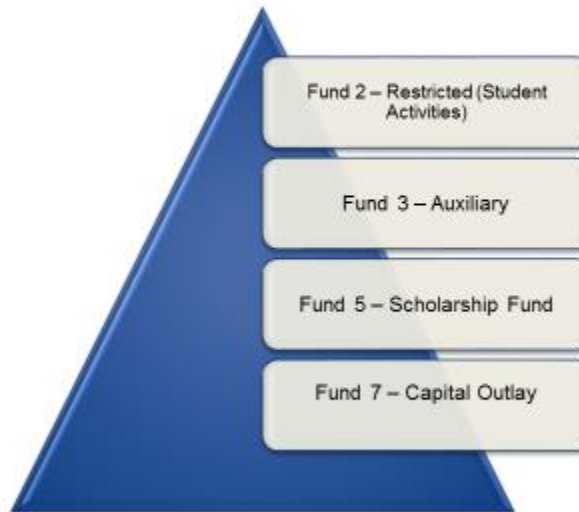 Fund 2 – Restricted (Student
Activities)
Fund 3 – Auxiliary
Fund 5 – Scholarship Fund
Fund 7 – Capital Outlay